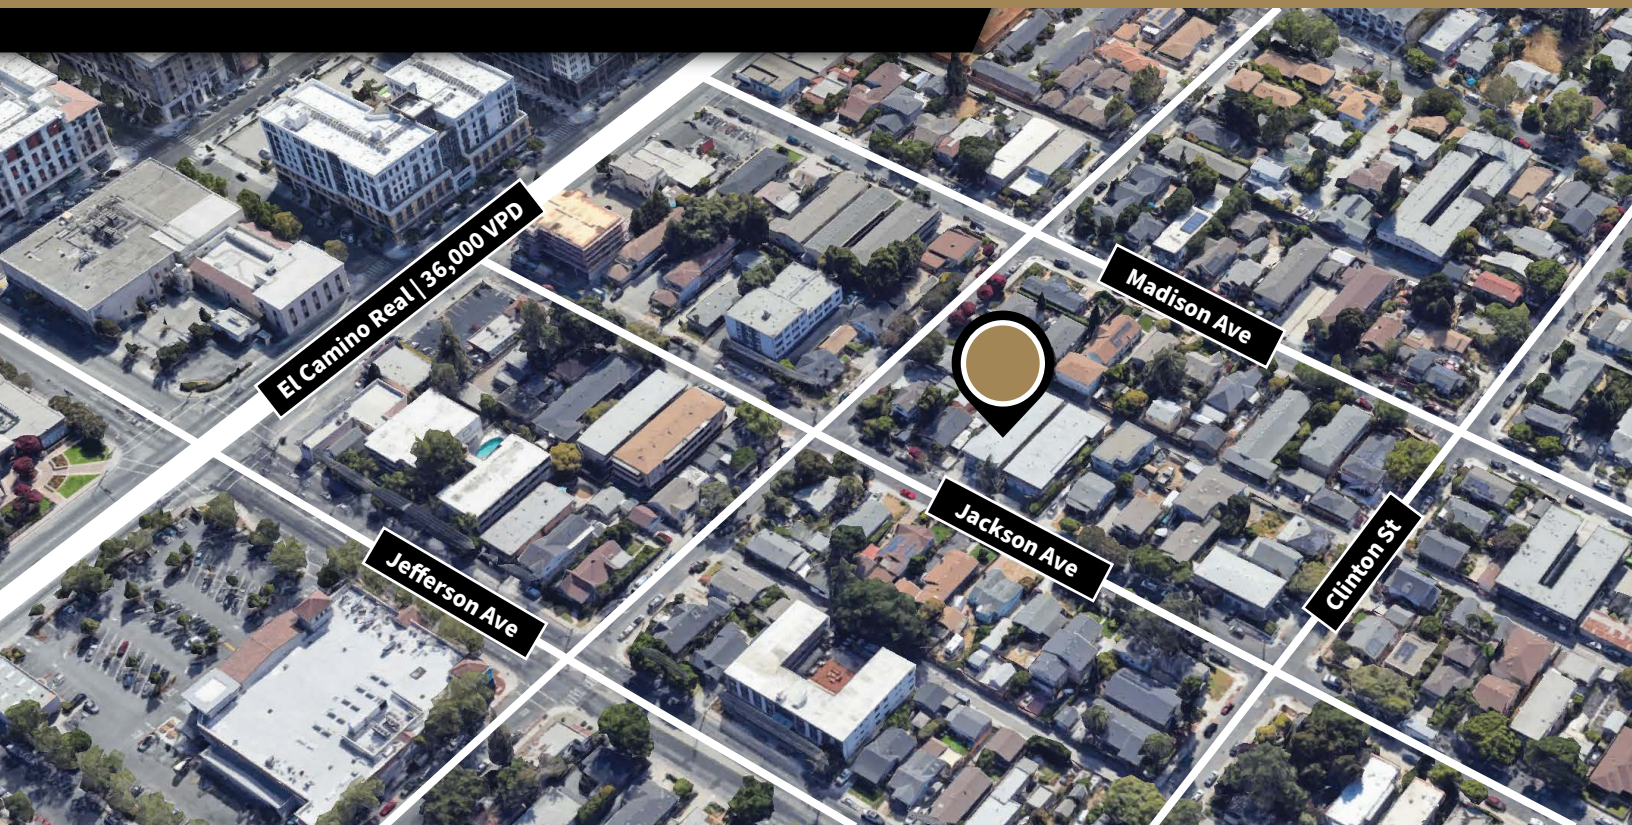 El Camino Real | 36,000 VPD
Madison Ave
Jackson Ave
Jefferson Ave
Clinton St